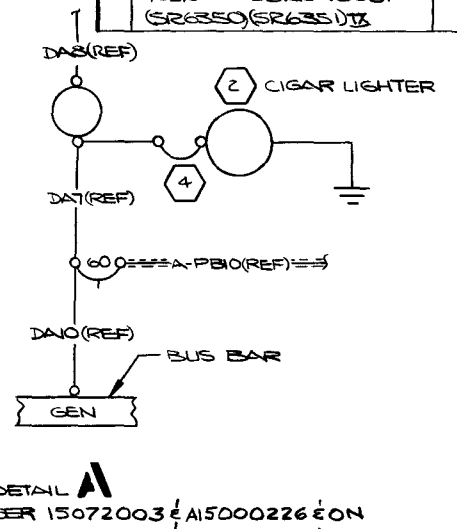 (SR6350)(SR6351)TX
DA8(REF)
2 CIGAR LIGHTER
4
DA7(REF)
60 A-PB10(REF)
DA10(REF)
BUS BAR
GEN
DETAIL A
15072003 & A15000226 & ON